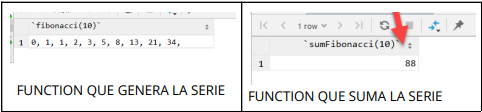 `fibonacci(10)`
1 0, 1, 1, 2, 3, 5, 8, 13, 21, 34,
FUNCTION QUE GENERA LA SERIE
1 row
`sumFibonacci(10)`
1 88
FUNCTION QUE SUMA LA SERIE